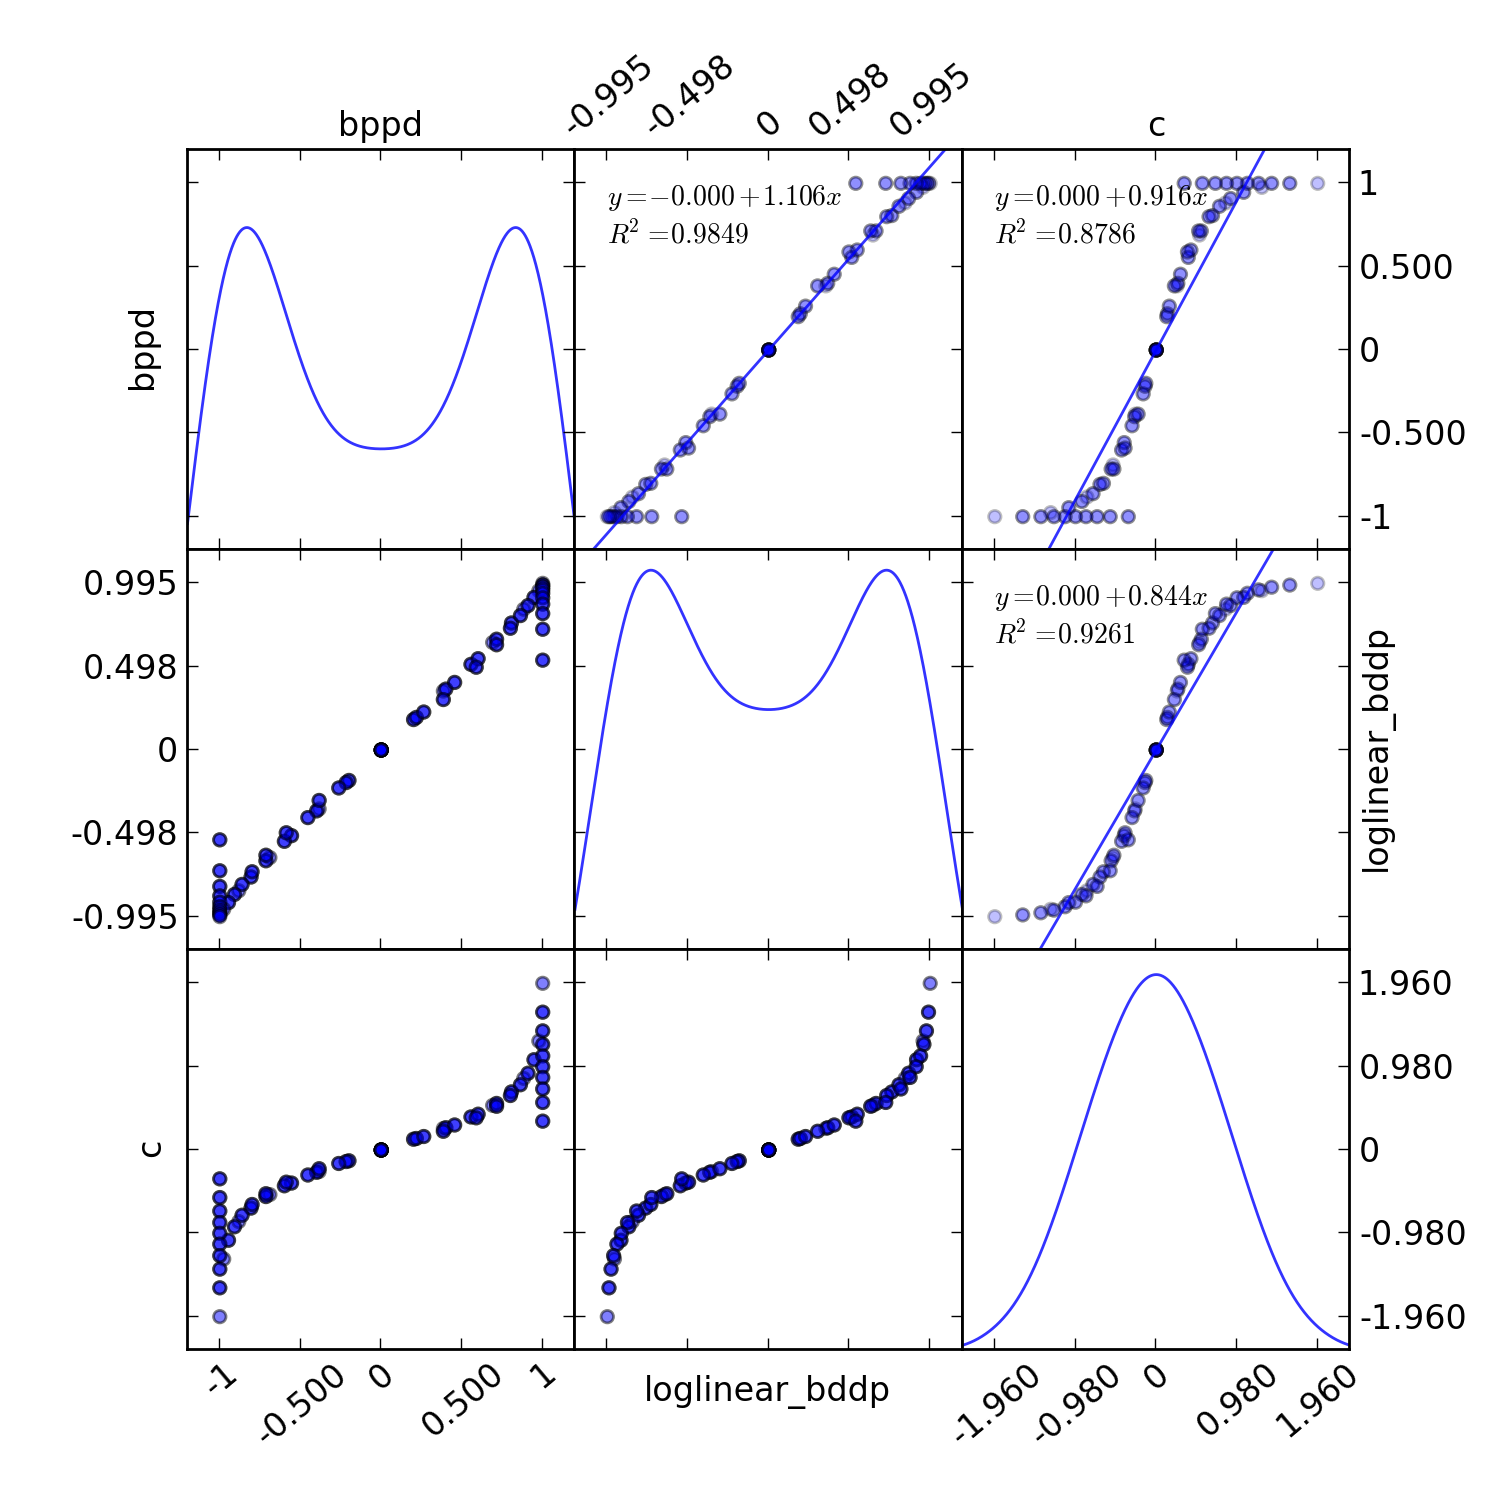 -0.995 -0.498 0 0.498 0.995
bppd c
y=−0.000+1.106x
R²=0.9849
y=0.000+0.916x
R²=0.8786
bppd
1
0.500
0
-0.500
-1
0.995
0.498
0
-0.498
-0.995
y=0.000+0.844x
R²=0.9261
loglinear_bddp
c
1.960
0.980
0
-0.980
-1.960
-1 -0.500 0 0.500 1
loglinear_bddp
-1.960 -0.980 0 0.980 1.960